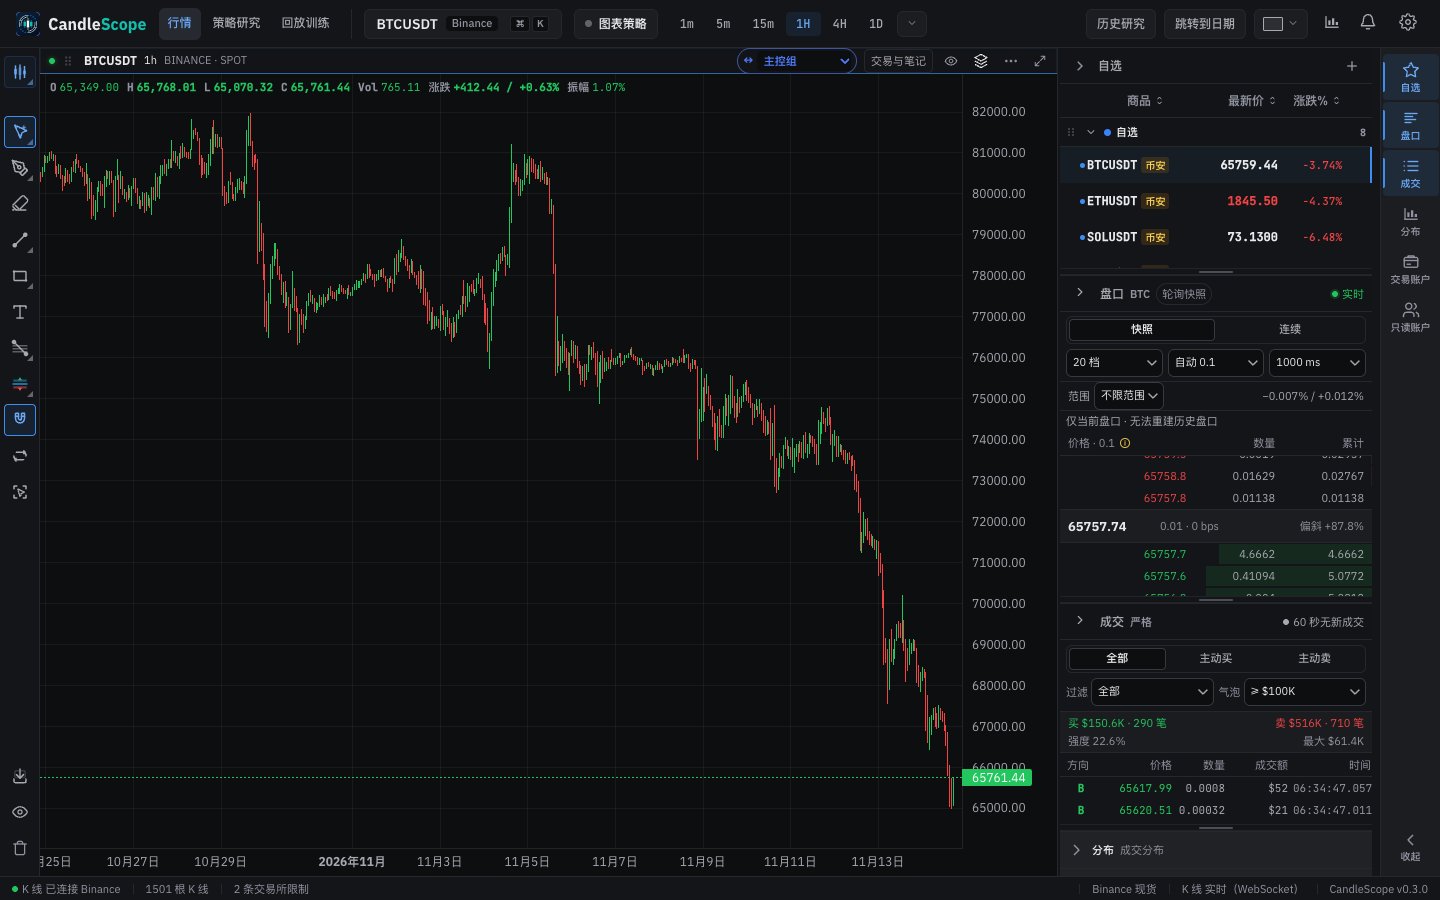 CandleScope 行情 策略研究 回放训练 BTCUSDT Binance ⌘ K 图表策略 1m 5m 15m 1H 4H 1D 历史研究 跳转到日期
BTCUSDT 1h BINANCE · SPOT 主控组 交易与笔记
O 65,349.00 H 65,768.01 L 65,070.32 C 65,761.44 Vol 765.11 涨跌 +412.44 / +0.63% 振幅 1.07%
82000.00
81000.00
80000.00
79000.00
78000.00
77000.00
76000.00
75000.00
74000.00
73000.00
72000.00
71000.00
70000.00
69000.00
68000.00
67000.00
66000.00
65761.44
65000.00
月25日 10月27日 10月29日 2026年11月 11月3日 11月5日 11月7日 11月9日 11月11日 11月13日
自选
商品 最新价 涨跌%
自选 8
BTCUSDT 币安 65759.44 -3.74%
ETHUSDT 币安 1845.50 -4.37%
SOLUSDT 币安 73.1300 -6.48%
盘口 BTC 轮询快照 实时
快照 连续
20 档 自动 0.1 1000 ms
范围 不限范围 −0.007% / +0.012%
仅当前盘口 · 无法重建历史盘口
价格 · 0.1 数量 累计
65758.8 0.01629 0.02767
65757.8 0.01138 0.01138
65757.74 0.01 · 0 bps 偏斜 +87.8%
65757.7 4.6662 4.6662
65757.6 0.41094 5.0772
成交 严格 60 秒无新成交
全部 主动买 主动卖
过滤 全部 气泡 ≥ $100K
买 $150.6K · 290 笔 卖 $516K · 710 笔
强度 22.6% 最大 $61.4K
方向 价格 数量 成交额 时间
B 65617.99 0.0008 $52 06:34:47.057
B 65620.51 0.00032 $21 06:34:47.011
分布 成交分布
自选
盘口
成交
分布
交易账户
只读账户
收起
K 线 已连接 Binance 1501 根 K 线 2 条交易所限制 Binance 现货 K 线 实时（WebSocket） CandleScope v0.3.0